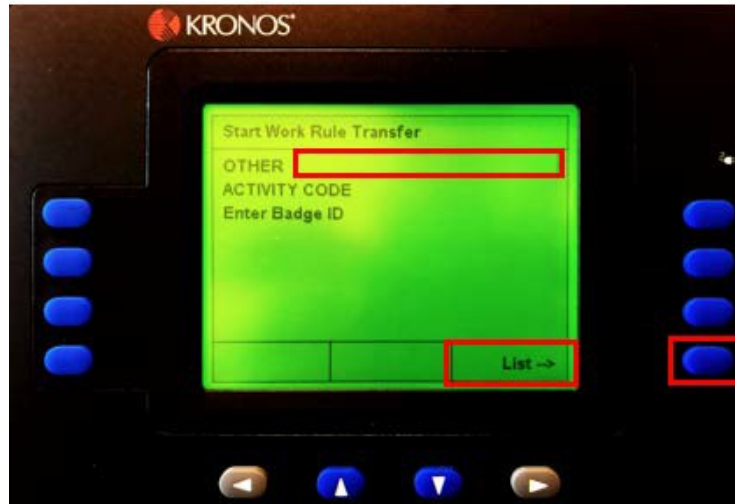 KRONOS
Start Work Rule Transfer
OTHER
ACTIVITY CODE
Enter Badge ID
List -->